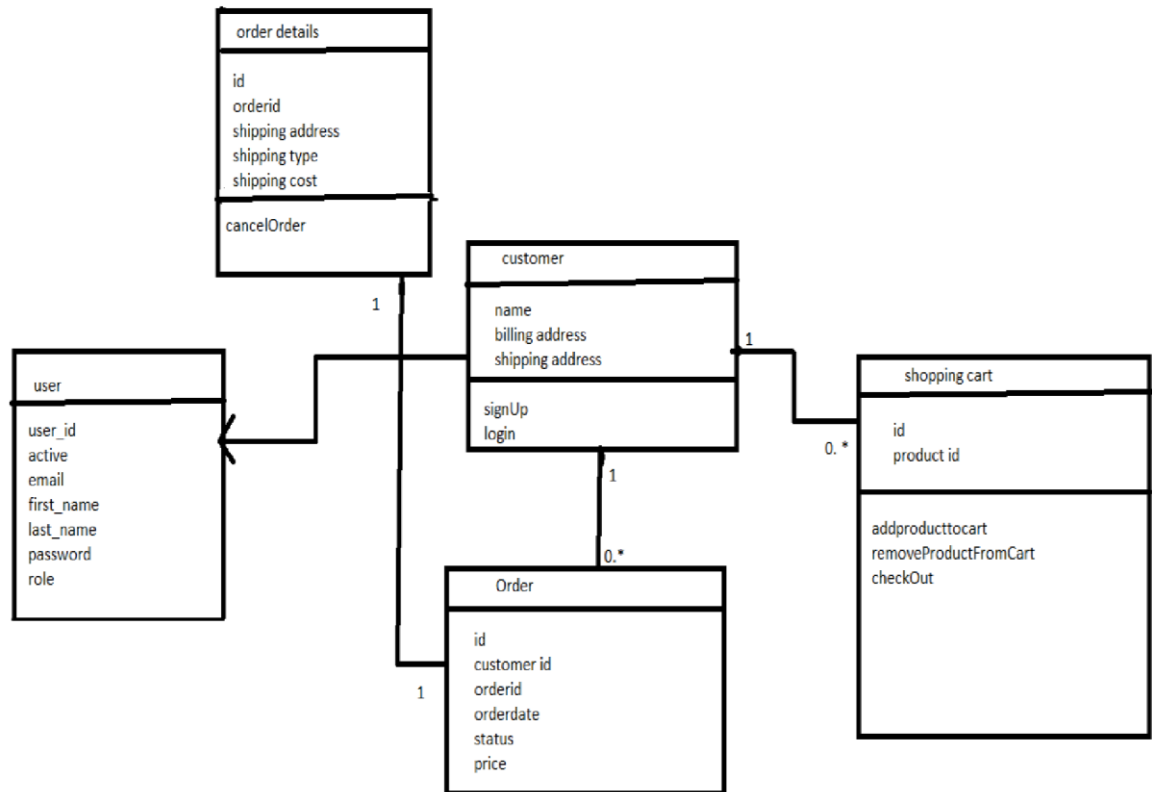 order details
id
orderid
shipping address
shipping type
shipping cost
cancelOrder
1
customer
name
billing address
shipping address
signUp
login
1
0. *
1
0.*
user
user_id
active
email
first_name
last_name
password
role
shopping cart
id
product id
addproducttocart
removeProductFromCart
checkOut
Order
id
customer id
orderid
orderdate
status
price
1